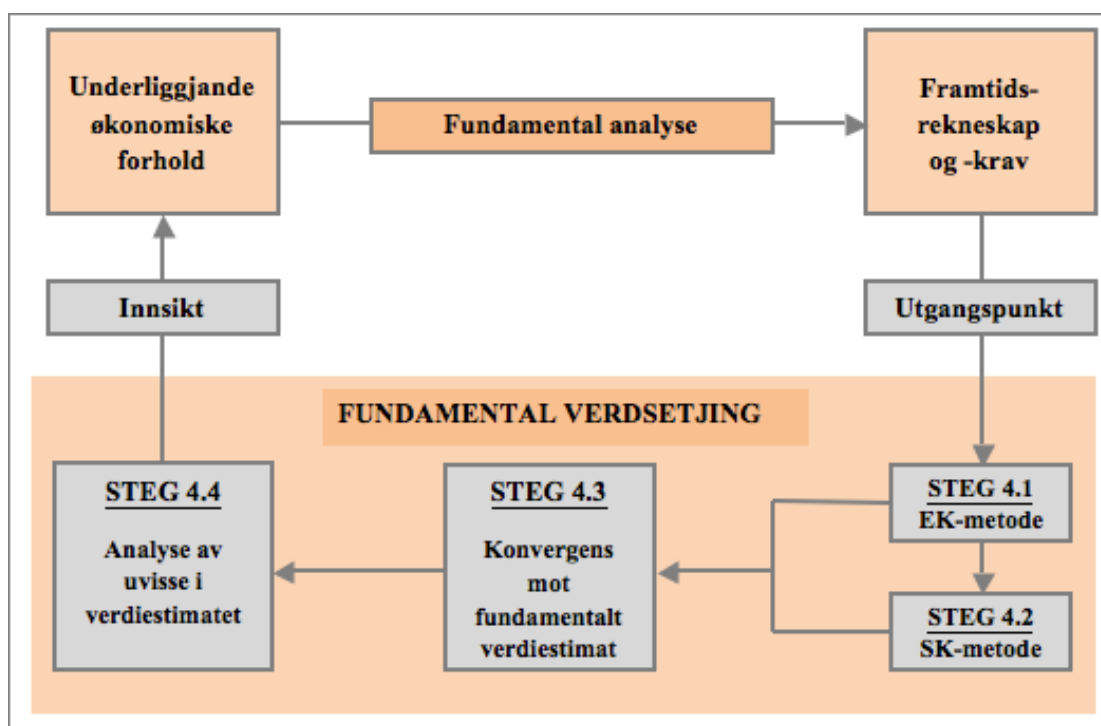 Underliggjande
økonomiske
forhold
Fundamental analyse
Framtids-
rekneskap
og -krav
Innsikt
Utgangspunkt
FUNDAMENTAL VERDSETJING
STEG 4.4
Analyse av
uvisse i
verdiestimatet
STEG 4.3
Konvergens
mot
fundamentalt
verdiestimat
STEG 4.1
EK-metode
STEG 4.2
SK-metode